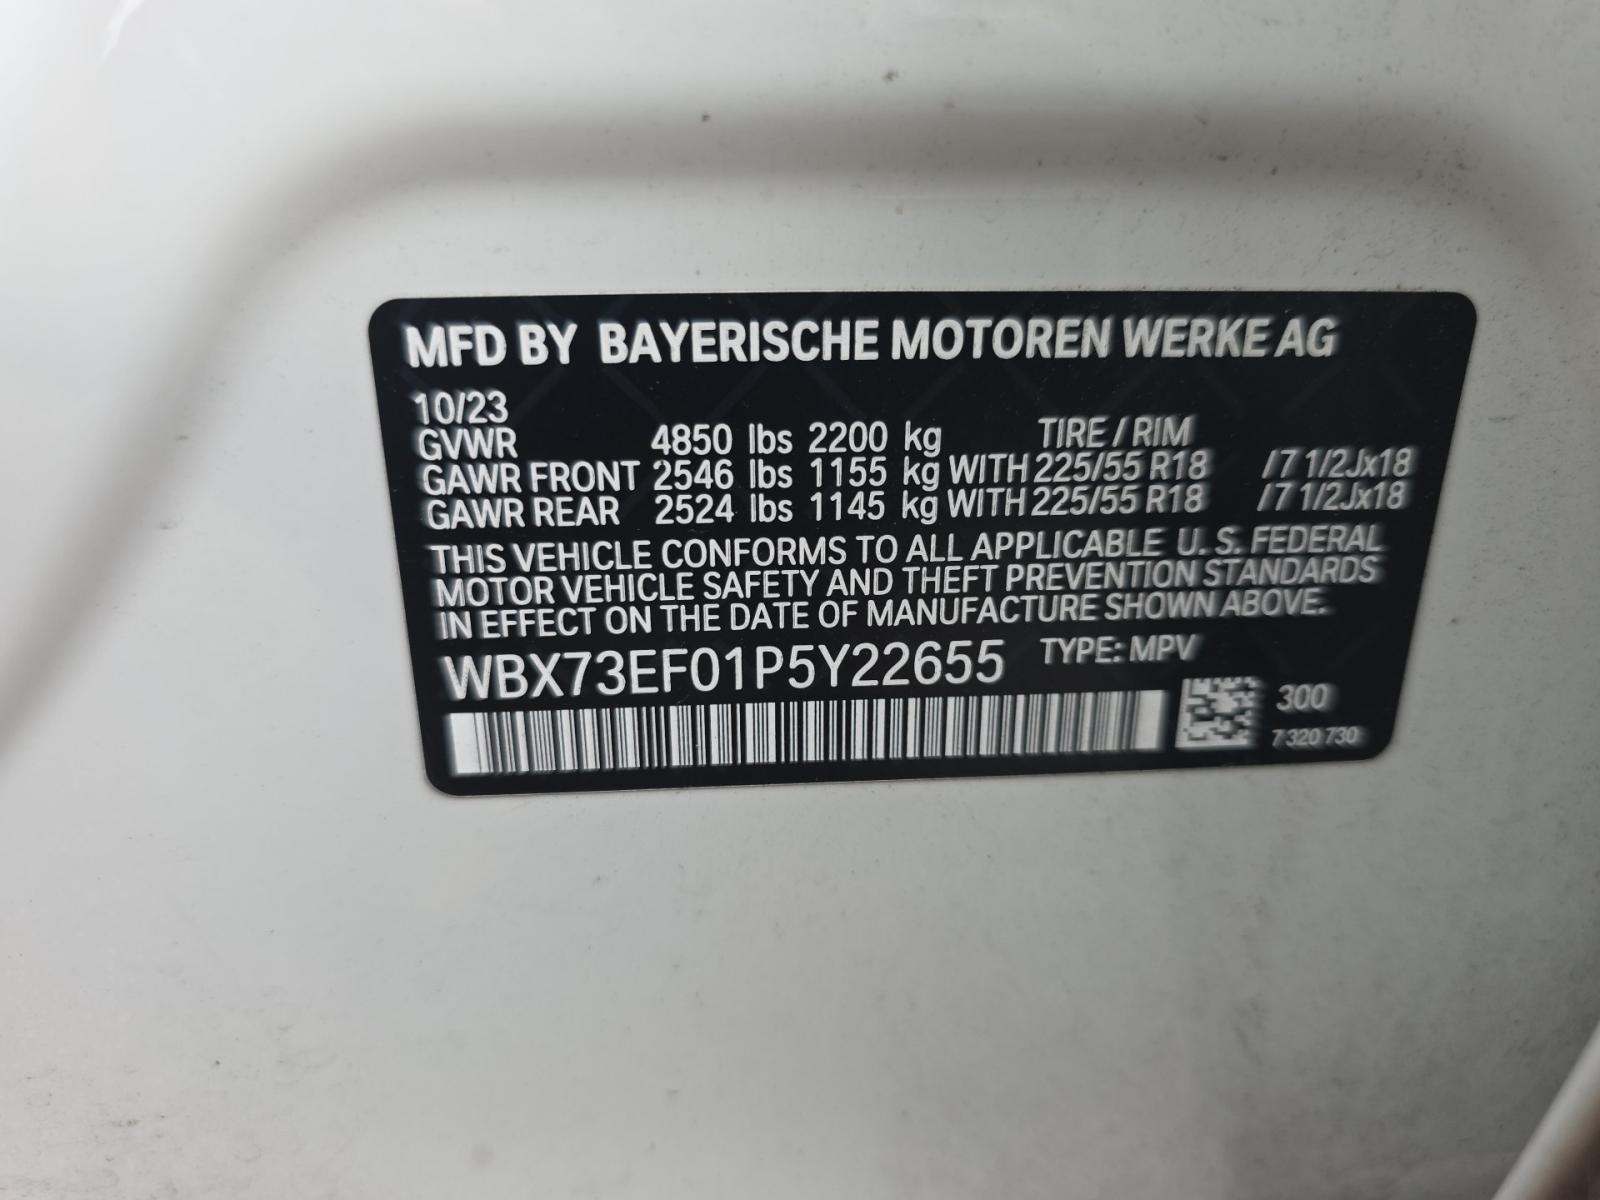 MFD BY BAYERISCHE MOTOREN WERKE AG
10/23
GVWR 4850 lbs 2200 kg TIRE / RIM
GAWR FRONT 2546 lbs 1155 kg WITH 225/55 R18 / 7 1/2Jx18
GAWR REAR 2524 lbs 1145 kg WITH 225/55 R18 / 7 1/2Jx18
THIS VEHICLE CONFORMS TO ALL APPLICABLE U. S. FEDERAL
MOTOR VEHICLE SAFETY AND THEFT PREVENTION STANDARDS
IN EFFECT ON THE DATE OF MANUFACTURE SHOWN ABOVE.
WBX73EF01P5Y22655 TYPE: MPV
300
7 320 730